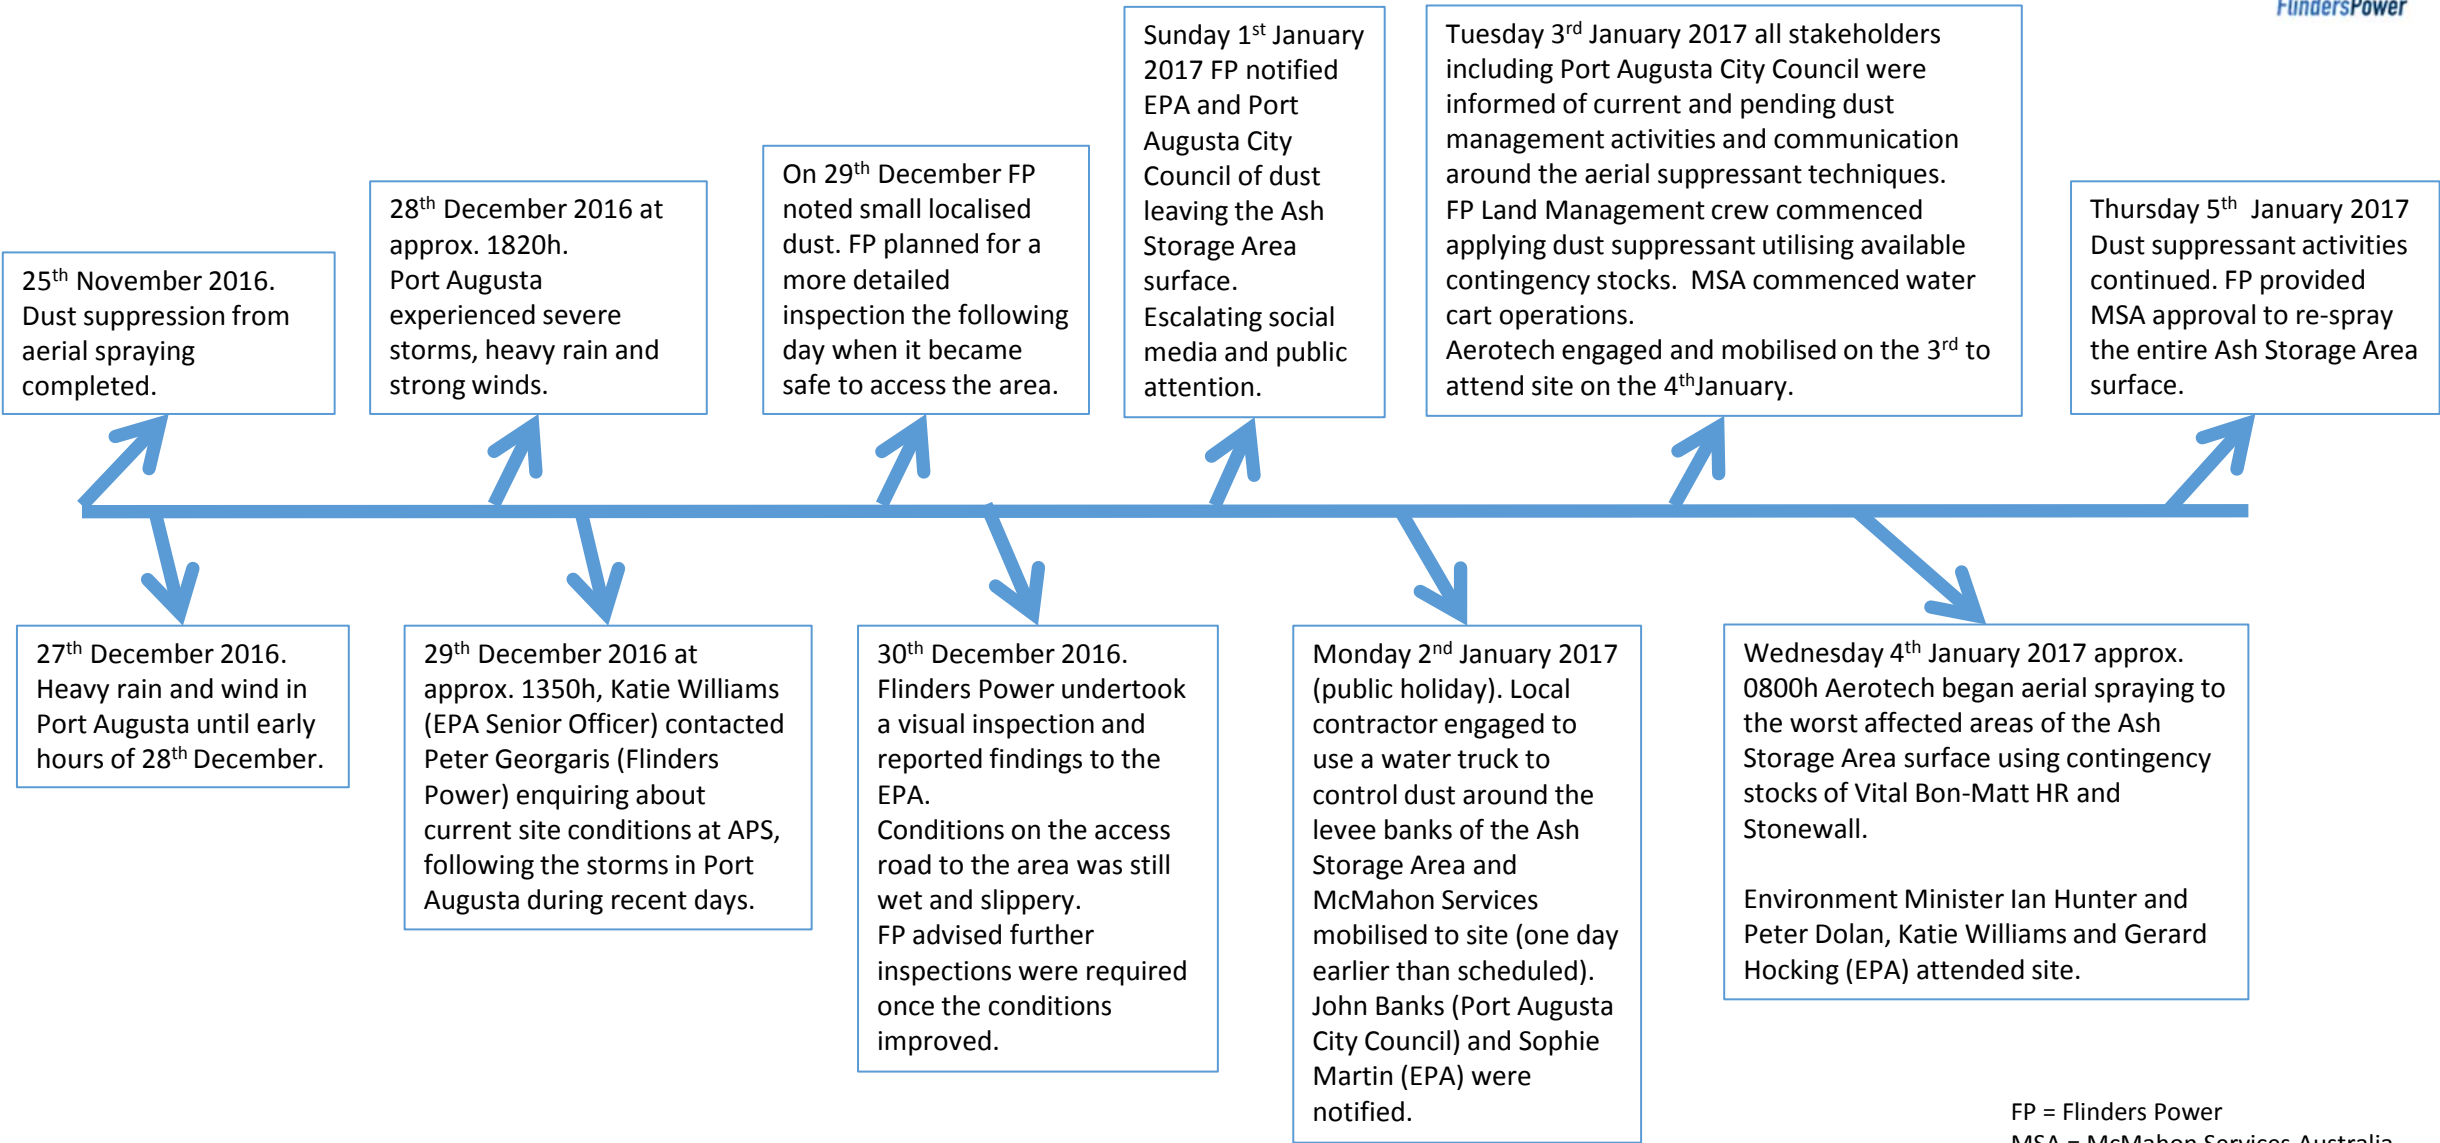 FlindersPower
25th November 2016.
Dust suppression from
aerial spraying
completed.
27th December 2016.
Heavy rain and wind in
Port Augusta until early
hours of 28th December.
28th December 2016 at
approx. 1820h.
Port Augusta
experienced severe
storms, heavy rain and
strong winds.
29th December 2016 at
approx. 1350h, Katie Williams
(EPA Senior Officer) contacted
Peter Georgaris (Flinders
Power) enquiring about
current site conditions at APS,
following the storms in Port
Augusta during recent days.
On 29th December FP
noted small localised
dust. FP planned for a
more detailed
inspection the following
day when it became
safe to access the area.
30th December 2016.
Flinders Power undertook
a visual inspection and
reported findings to the
EPA.
Conditions on the access
road to the area was still
wet and slippery.
FP advised further
inspections were required
once the conditions
improved.
Sunday 1st January
2017 FP notified
EPA and Port
Augusta City
Council of dust
leaving the Ash
Storage Area
surface.
Escalating social
media and public
attention.
Monday 2nd January 2017
(public holiday). Local
contractor engaged to
use a water truck to
control dust around the
levee banks of the Ash
Storage Area and
McMahon Services
mobilised to site (one day
earlier than scheduled).
John Banks (Port Augusta
City Council) and Sophie
Martin (EPA) were
notified.
Tuesday 3rd January 2017 all stakeholders
including Port Augusta City Council were
informed of current and pending dust
management activities and communication
around the aerial suppressant techniques.
FP Land Management crew commenced
applying dust suppressant utilising available
contingency stocks.  MSA commenced water
cart operations.
Aerotech engaged and mobilised on the 3rd to
attend site on the 4thJanuary.
Wednesday 4th January 2017 approx.
0800h Aerotech began aerial spraying to
the worst affected areas of the Ash
Storage Area surface using contingency
stocks of Vital Bon-Matt HR and
Stonewall.
Environment Minister Ian Hunter and
Peter Dolan, Katie Williams and Gerard
Hocking (EPA) attended site.
Thursday 5th  January 2017
Dust suppressant activities
continued. FP provided
MSA approval to re-spray
the entire Ash Storage Area
surface.
FP = Flinders Power
MSA = McMahon Services Australia